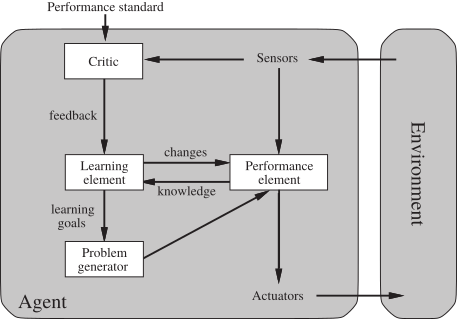 Performance standard
Critic
Sensors
feedback
Learning
element
changes
knowledge
Performance
element
Environment
learning
goals
Problem
generator
Agent
Actuators